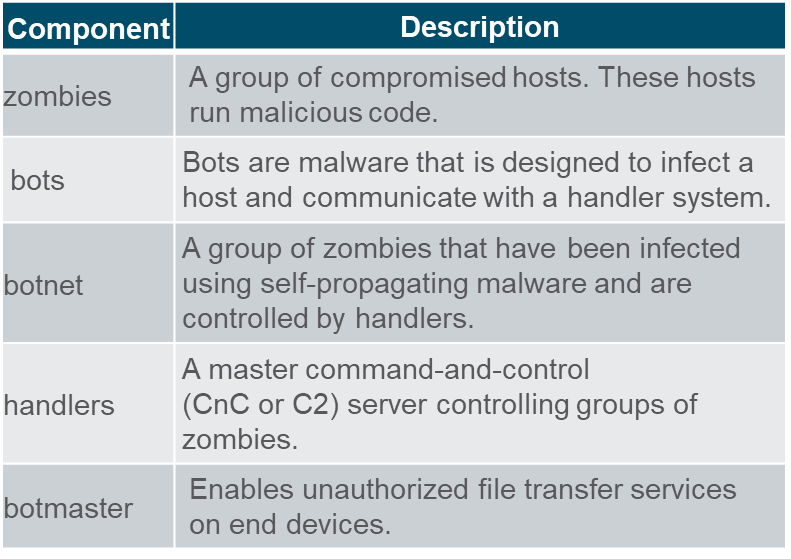 Component Description
zombies
A group of compromised hosts. These hosts
run malicious code.
bots
Bots are malware that is designed to infect a
host and communicate with a handler system.
botnet
A group of zombies that have been infected
using self-propagating malware and are
controlled by handlers.
handlers
A master command-and-control
(CnC or C2) server controlling groups of
zombies.
botmaster
Enables unauthorized file transfer services
on end devices.